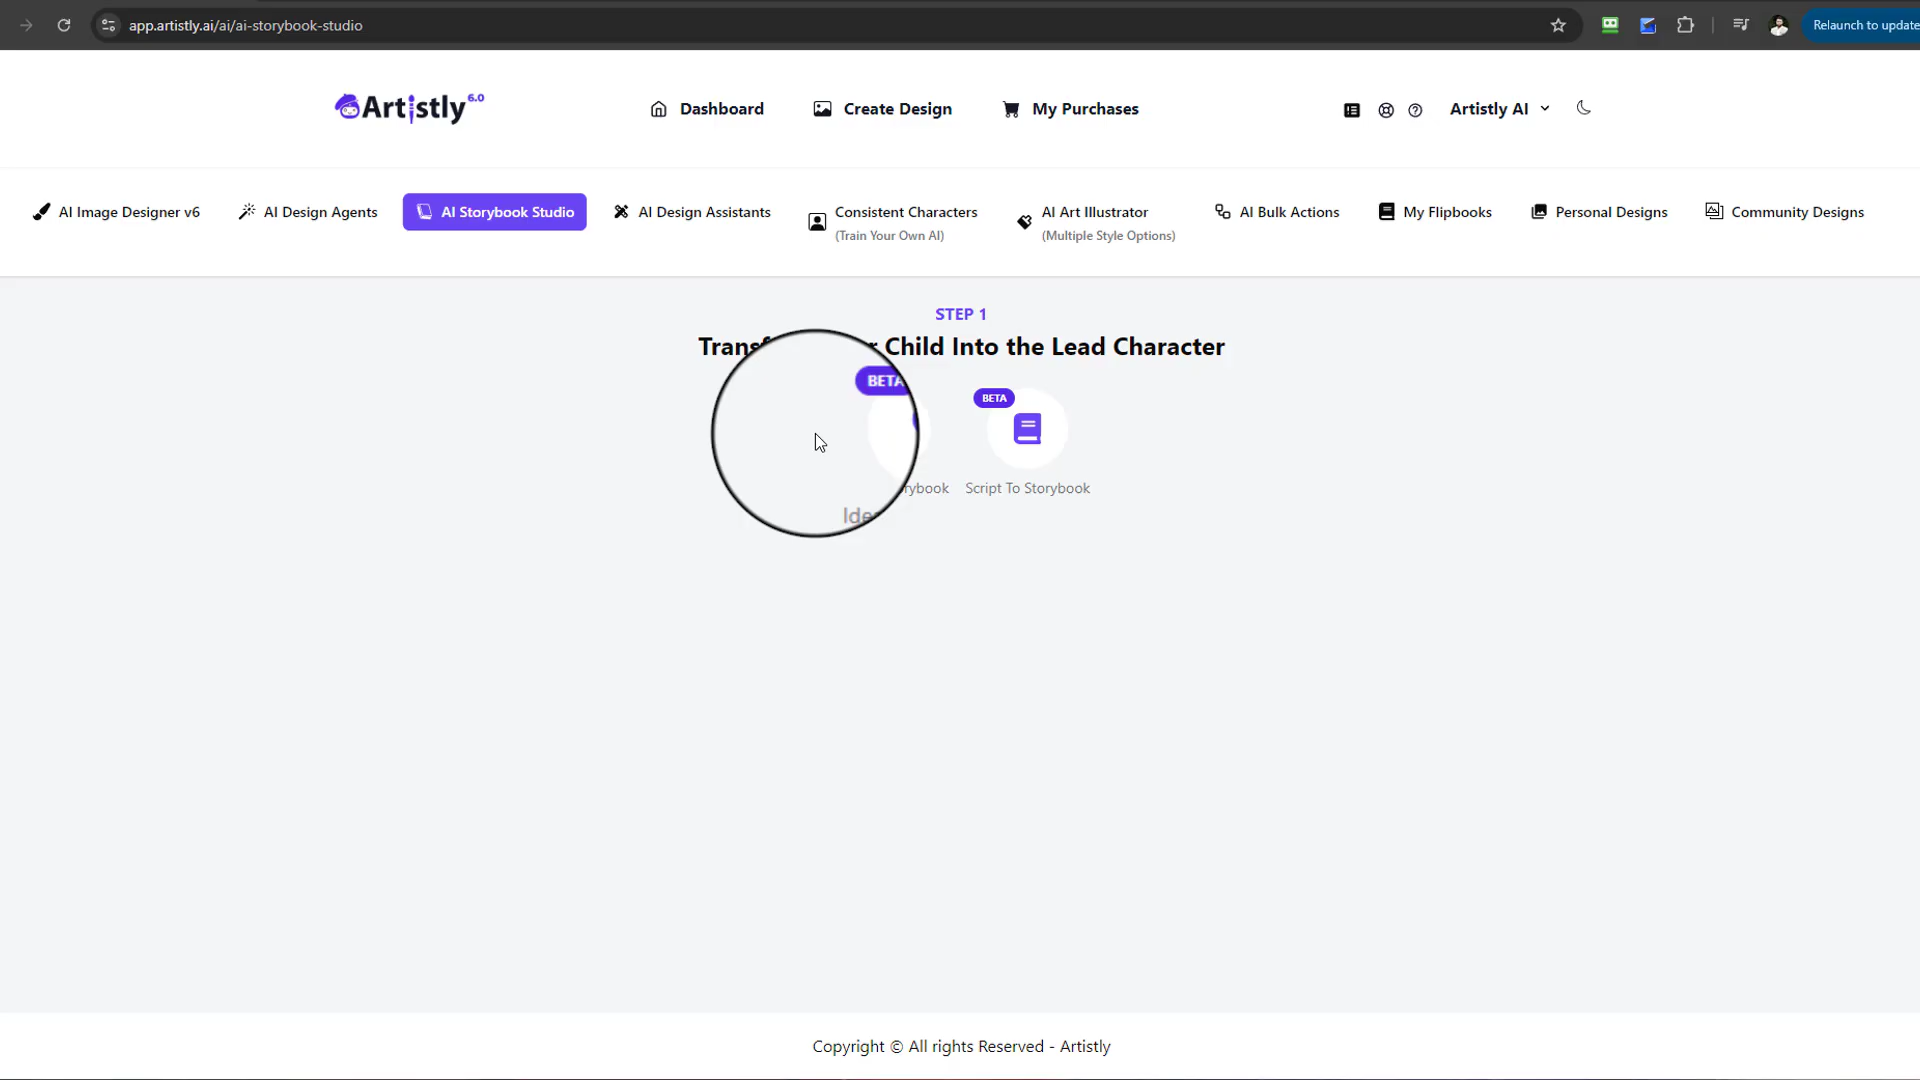 app.artistly.ai/ai/ai-storybook-studio
Relaunch to update
Artistly 6.0
Dashboard
Create Design
My Purchases
Artistly AI
AI Image Designer v6
AI Design Agents
AI Storybook Studio
AI Design Assistants
Consistent Characters
(Train Your Own AI)
AI Art Illustrator
(Multiple Style Options)
AI Bulk Actions
My Flipbooks
Personal Designs
Community Designs
STEP 1
Child Into the Lead Character
BETA
BETA
Script To Storybook
Copyright © All rights Reserved - Artistly